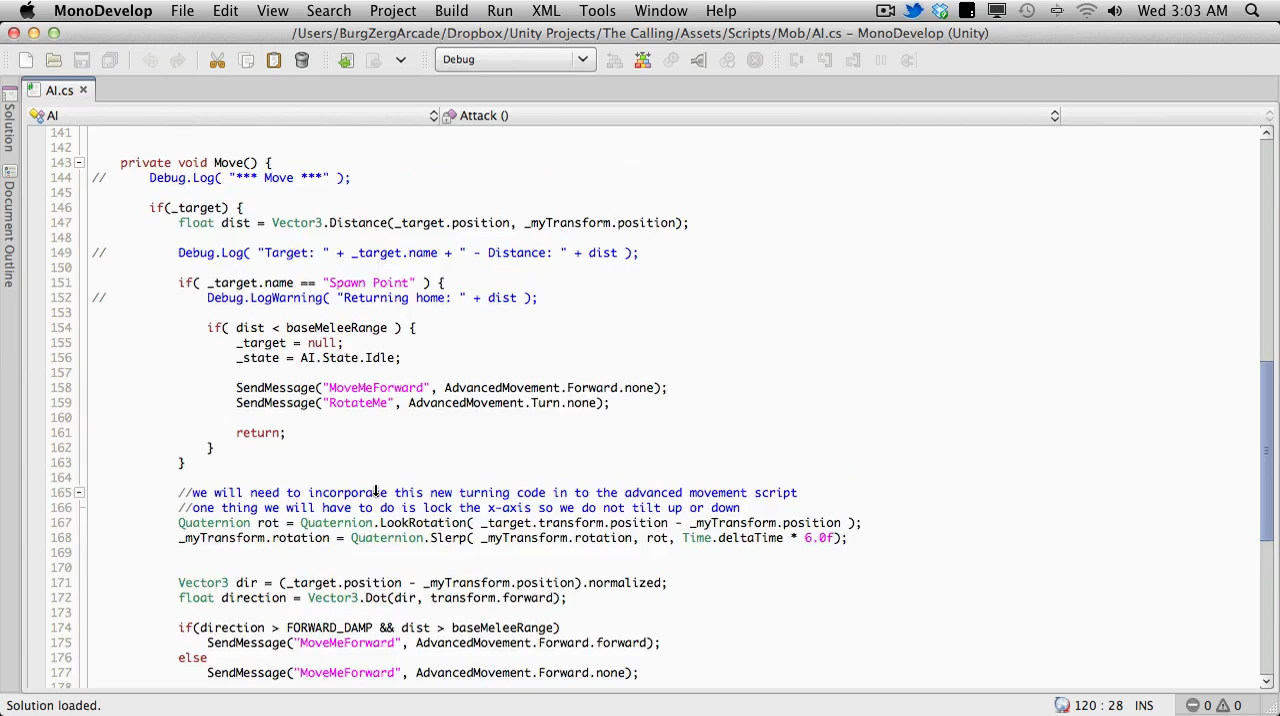 MonoDevelop File Edit View Search Project Build Run XML Tools Window Help Wed 3:03 AM
/Users/BurgZergArcade/Dropbox/Unity Projects/The Calling/Assets/Scripts/Mob/AI.cs – MonoDevelop (Unity)
Debug
AI.cs
AI Attack ()
Solution
Document Outline
141
142
143 private void Move() {
144 // Debug.Log( "*** Move ***" );
145
146 if(_target) {
147 float dist = Vector3.Distance(_target.position, _myTransform.position);
148
149 // Debug.Log( "Target: " + _target.name + " - Distance: " + dist );
150
151 if( _target.name == "Spawn Point" ) {
152 // Debug.LogWarning( "Returning home: " + dist );
153
154 if( dist < baseMeleeRange ) {
155 _target = null;
156 _state = AI.State.Idle;
157
158 SendMessage("MoveMeForward", AdvancedMovement.Forward.none);
159 SendMessage("RotateMe", AdvancedMovement.Turn.none);
160
161 return;
162 }
163 }
164
165 //we will need to incorporate this new turning code in to the advanced movement script
166 //one thing we will have to do is lock the x-axis so we do not tilt up or down
167 Quaternion rot = Quaternion.LookRotation( _target.transform.position - _myTransform.position );
168 _myTransform.rotation = Quaternion.Slerp( _myTransform.rotation, rot, Time.deltaTime * 6.0f);
169
170
171 Vector3 dir = (_target.position - _myTransform.position).normalized;
172 float direction = Vector3.Dot(dir, transform.forward);
173
174 if(direction > FORWARD_DAMP && dist > baseMeleeRange)
175 SendMessage("MoveMeForward", AdvancedMovement.Forward.forward);
176 else
177 SendMessage("MoveMeForward", AdvancedMovement.Forward.none);
178
Solution loaded. 120 : 28 INS 0 0